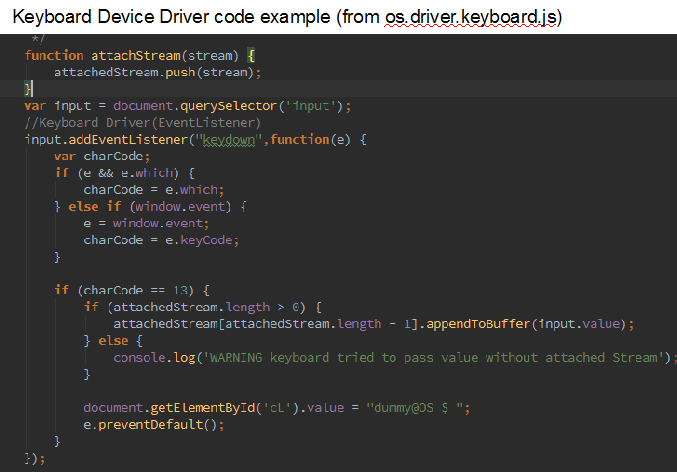 Keyboard Device Driver code example (from os.driver.keyboard.js)
*/
function attachStream(stream) {
attachedStream.push(stream);
}
var input = document.querySelector('input');
//Keyboard Driver(EventListener)
input.addEventListener("keydown",function(e) {
var charCode;
if (e && e.which) {
charCode = e.which;
} else if (window.event) {
e = window.event;
charCode = e.keyCode;
}
if (charCode == 13) {
if (attachedStream.length > 0) {
attachedStream[attachedStream.length - 1].appendToBuffer(input.value);
} else {
console.log('WARNING keyboard tried to pass value without attached Stream');
}
document.getElementById('cL').value = "dummy@OS $ ";
e.preventDefault();
}
});